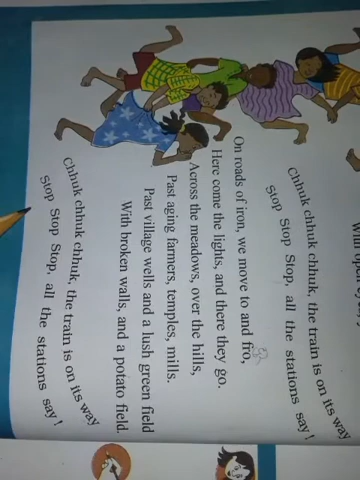 Chhuk chhuk chhuk, the train is on its way
Stop Stop Stop, all the stations say!
On roads of iron, we move to and fro,
Here come the lights, and there they go.
Across the meadows, over the hills,
Past aging farmers, temples, mills.
Past village wells and a lush green field
With broken walls, and a potato field.
Chhuk chhuk chhuk, the train is on its way
Stop Stop Stop, all the stations say!